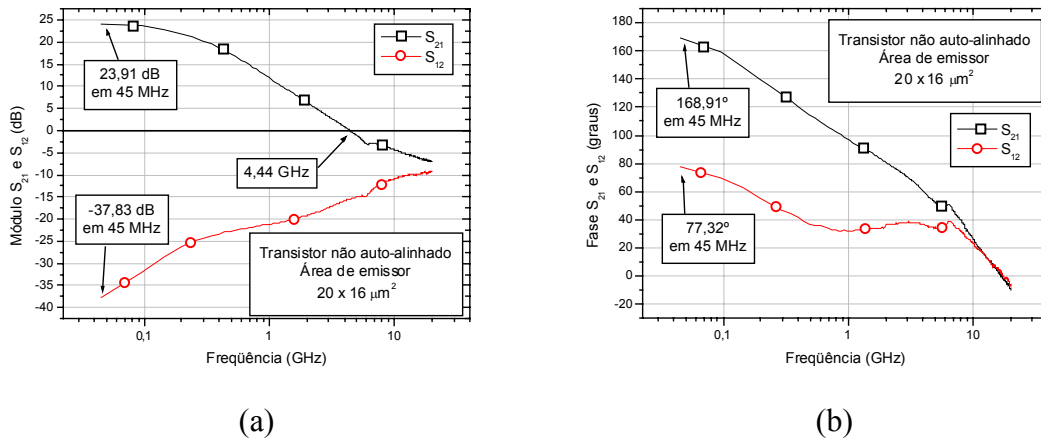 25
20
15
10
5
0
-5
-10
-15
-20
-25
-30
-35
-40
Módulo S21 e S12 (dB)
S21
S12
23,91 dB
em 45 MHz
4,44 GHz
-37,83 dB
em 45 MHz
Transistor não auto-alinhado
Área de emissor
20 x 16 μm²
0,1
1
10
Freqüência (GHz)
(a)
180
160
140
120
100
80
60
40
20
0
-20
Fase S21 e S12 (graus)
Transistor não auto-alinhado
Área de emissor
20 x 16 μm²
168,91º
em 45 MHz
S21
S12
77,32º
em 45 MHz
0,1
1
10
Freqüência (GHz)
(b)